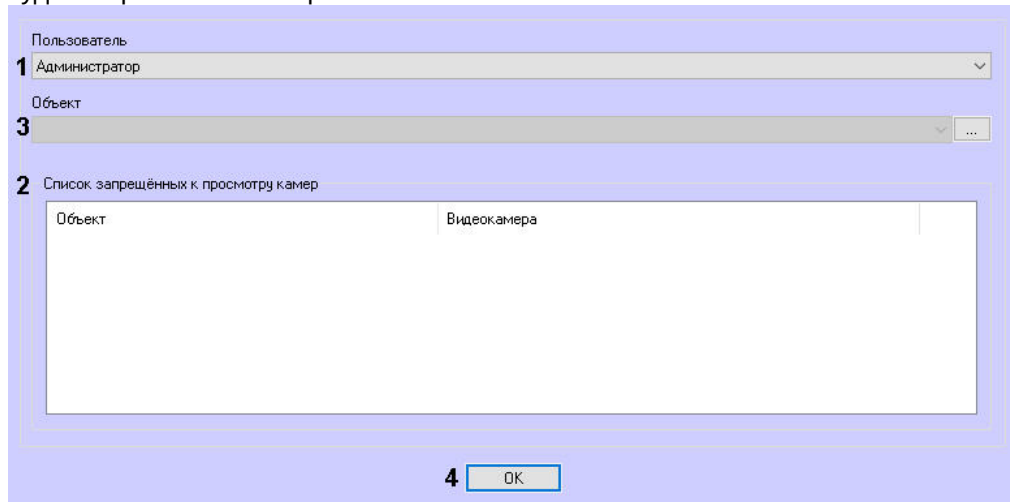 Пользователь
1 Администратор
Объект
3 ...
2 Список запрещённых к просмотру камер
Объект Видеокамера
4 OK